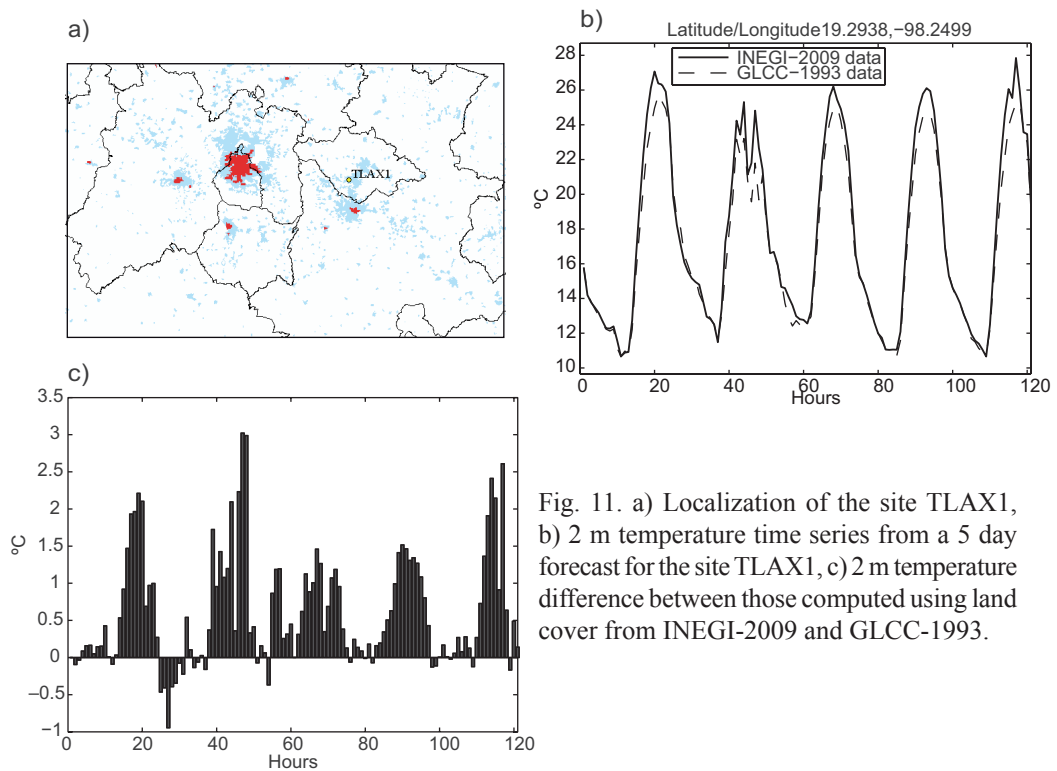 a)
TLAX1
b)
Latitude/Longitude19.2938,−98.2499
INEGI−2009 data
GLCC−1993 data
28
26
24
22
20
18
16
14
12
10
ºC
0 20 40 60 80 100 120
Hours
c)
3.5
3
2.5
2
1.5
1
0.5
0
−0.5
−1
ºC
0 20 40 60 80 100 120
Hours
Fig. 11. a) Localization of the site TLAX1,
b) 2 m temperature time series from a 5 day
forecast for the site TLAX1, c) 2 m temperature
difference between those computed using land
cover from INEGI-2009 and GLCC-1993.